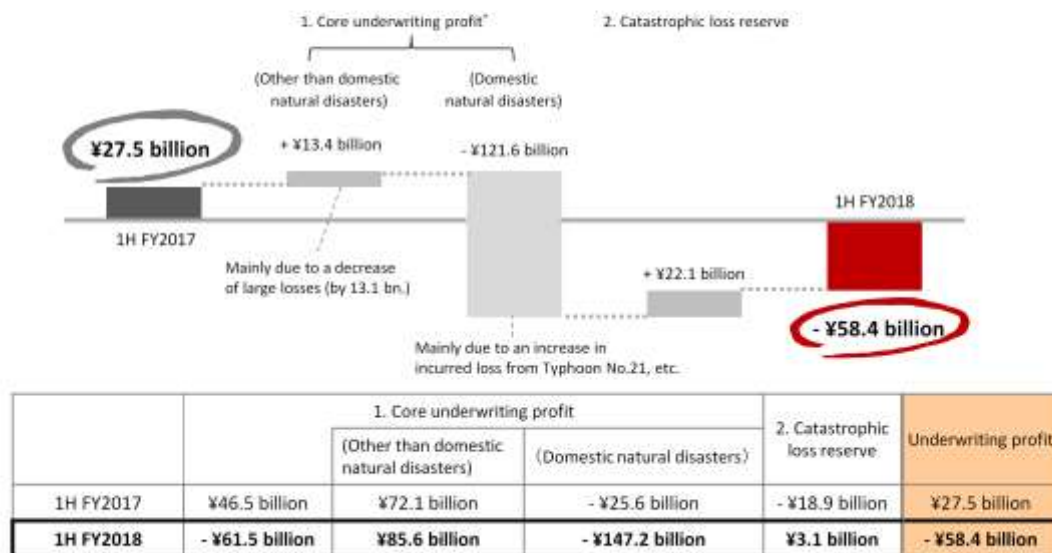 1. Core underwriting profit*
2. Catastrophic loss reserve
(Other than domestic
natural disasters)
(Domestic
natural disasters)
¥27.5 billion
+ ¥13.4 billion
- ¥121.6 billion
1H FY2018
1H FY2017
Mainly due to a decrease
of large losses (by 13.1 bn.)
+ ¥22.1 billion
- ¥58.4 billion
Mainly due to an increase in
incurred loss from Typhoon No.21, etc.
1. Core underwriting profit
2. Catastrophic
loss reserve
Underwriting profit
(Other than domestic
natural disasters)
(Domestic natural disasters)
1H FY2017 ¥46.5 billion ¥72.1 billion - ¥25.6 billion - ¥18.9 billion ¥27.5 billion
1H FY2018 - ¥61.5 billion ¥85.6 billion - ¥147.2 billion ¥3.1 billion - ¥58.4 billion